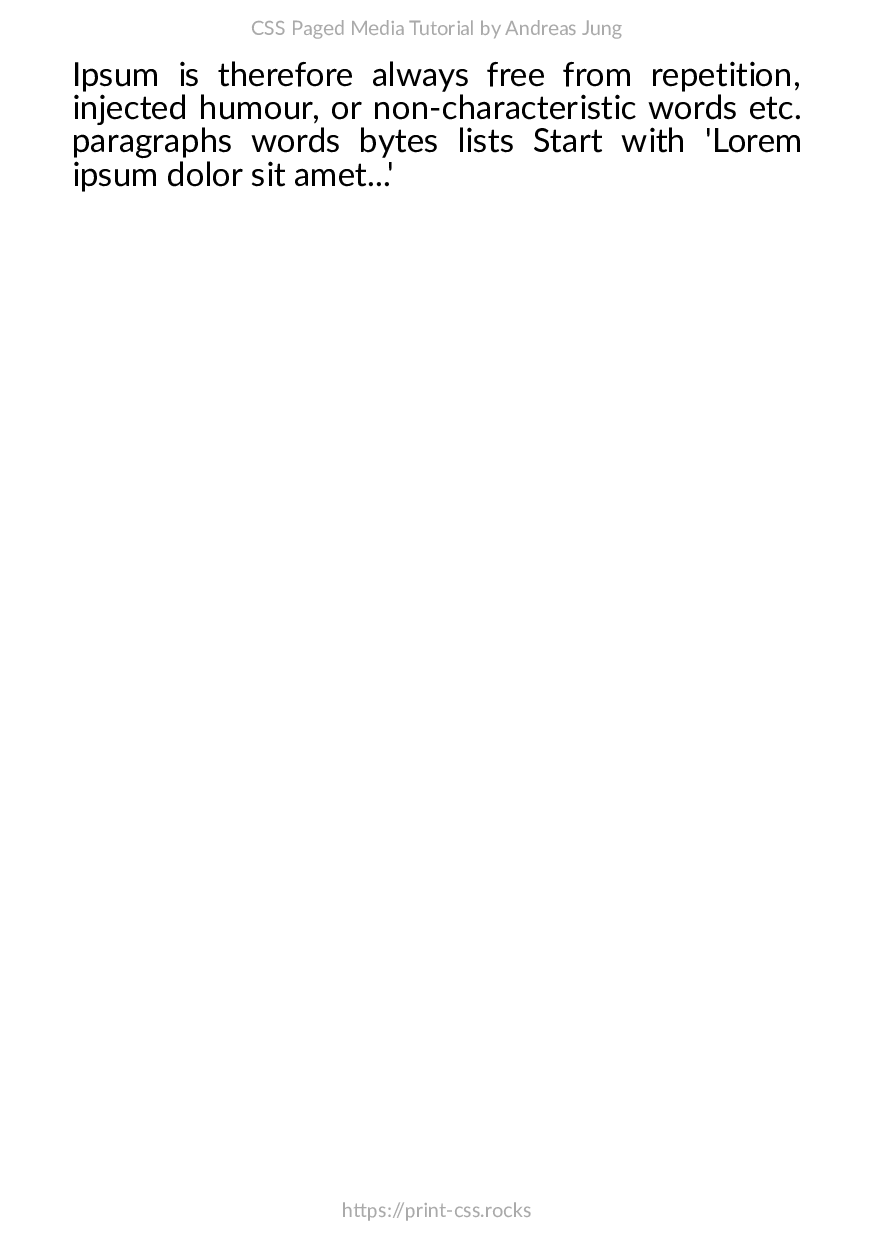 CSS Paged Media Tutorial by Andreas Jung
Ipsum is therefore always free from repetition,
injected humour, or non-characteristic words etc.
paragraphs words bytes lists Start with 'Lorem
ipsum dolor sit amet...'
https://print-css.rocks